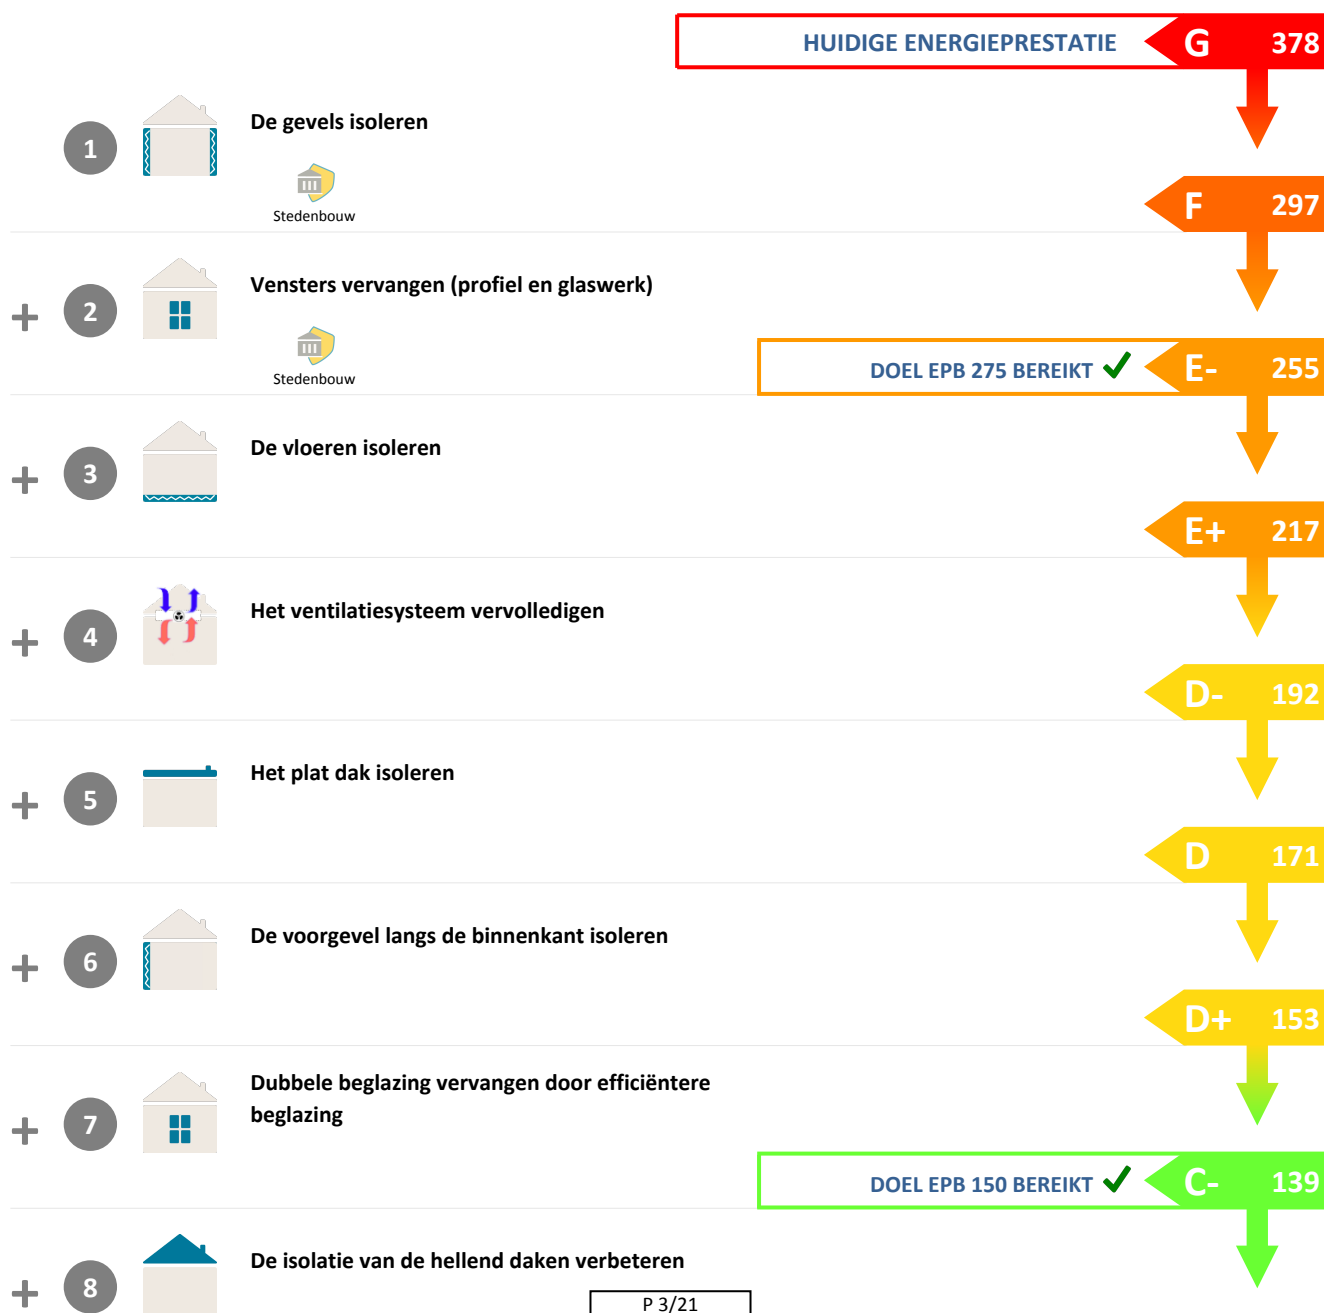 HUIDIGE ENERGIEPRESTATIE G 378
1 De gevels isoleren
Stedenbouw
F 297
+ 2 Vensters vervangen (profiel en glaswerk)
Stedenbouw
DOEL EPB 275 BEREIKT ✓ E- 255
+ 3 De vloeren isoleren
E+ 217
+ 4 Het ventilatiesysteem vervolledigen
D- 192
+ 5 Het plat dak isoleren
D 171
+ 6 De voorgevel langs de binnenkant isoleren
D+ 153
Dubbele beglazing vervangen door efficiëntere
+ 7 beglazing
DOEL EPB 150 BEREIKT ✓ C- 139
+ 8 De isolatie van de hellend daken verbeteren
P 3/21